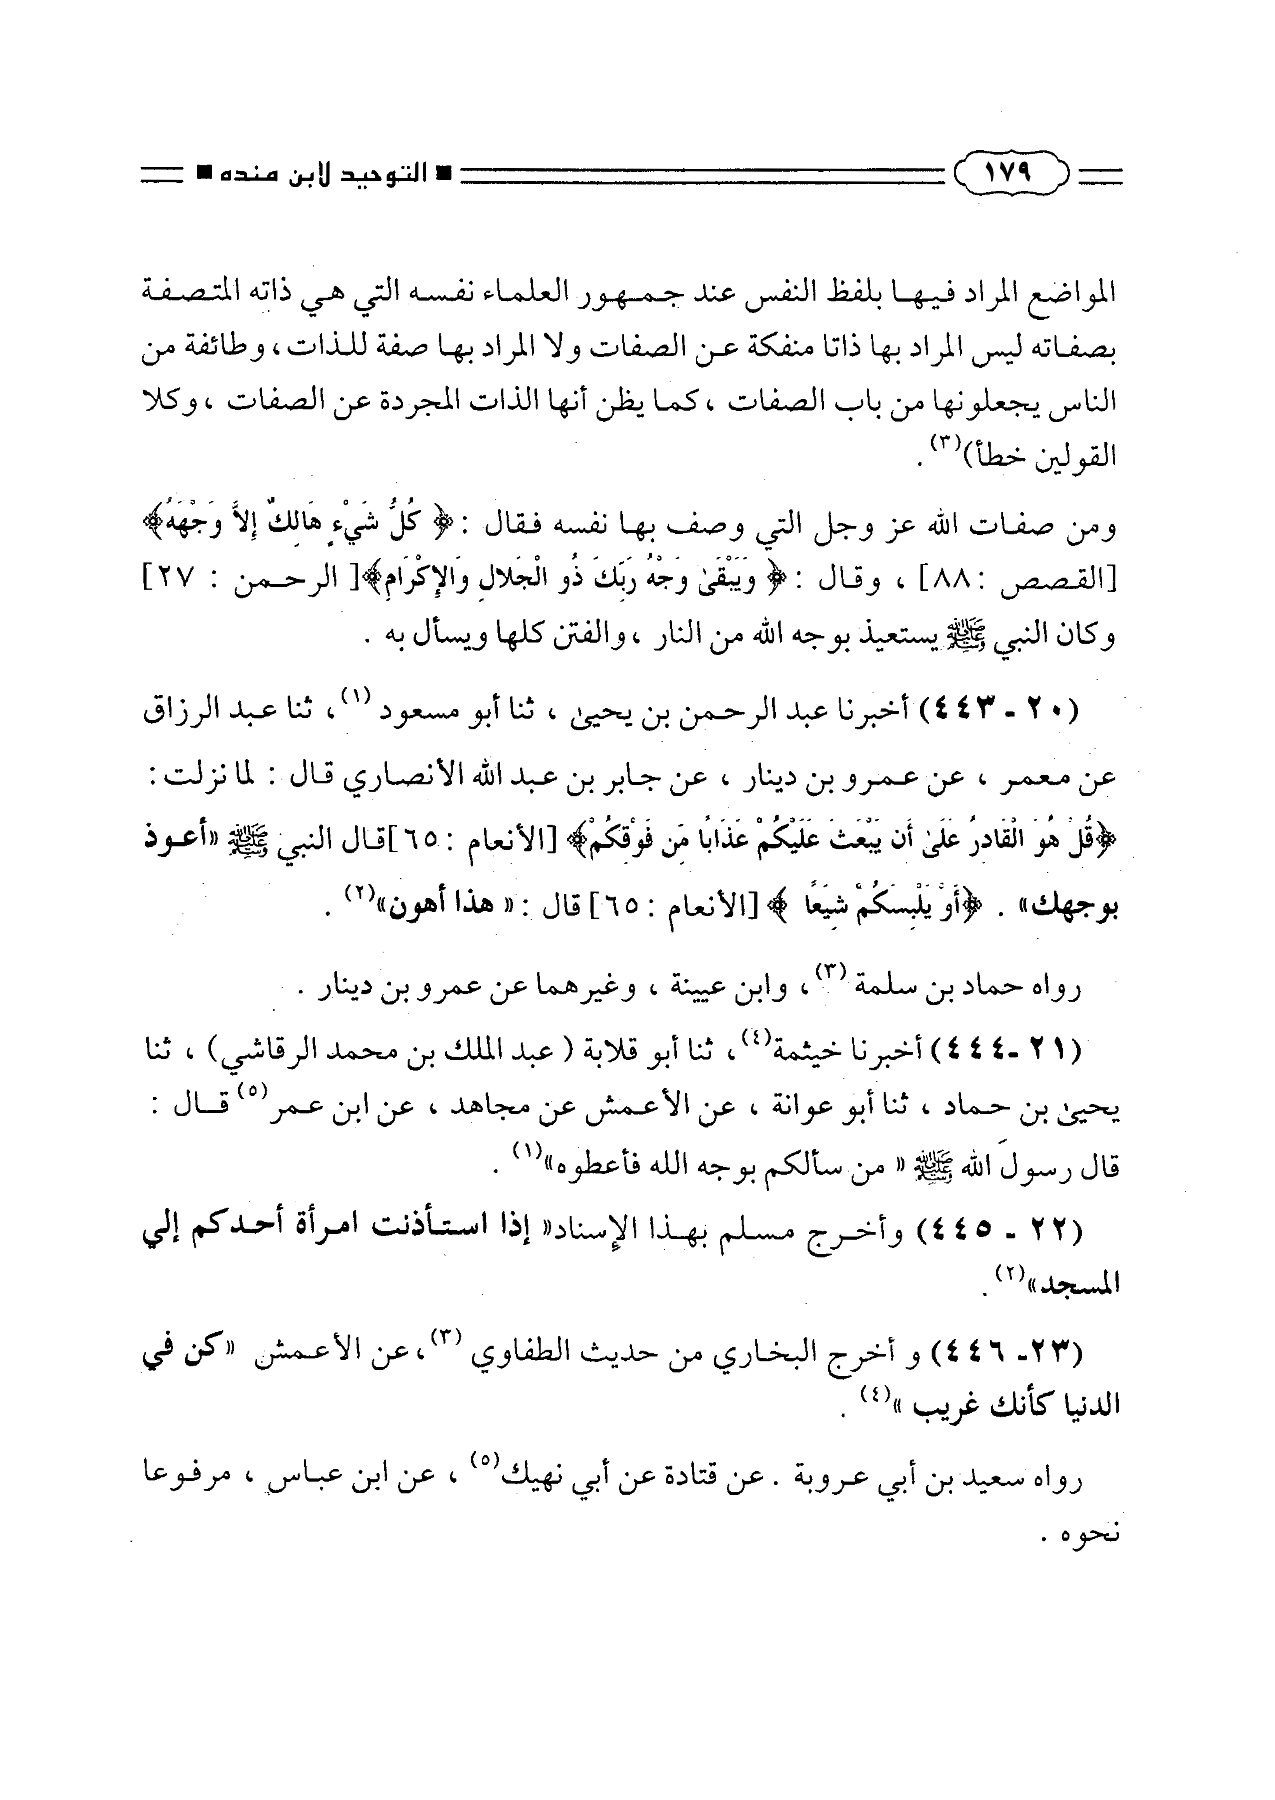 ١٧٩ ■ التوحيد لابن منده ■
المواضع المراد فيها بلفظ النفس عند جمهور العلماء نفسه التي هي ذاته المتصفة
بصفاته ليس المراد بها ذاتا منفكة عن الصفات ولا المراد بها صفة للذات، وطائفة من
الناس يجعلونها من باب الصفات ، كما يظن أنها الذات المجردة عن الصفات ، وكلا
القولين خطأ)(٣) .
ومن صفات الله عز وجل التي وصف بها نفسه فقال : ﴿ كُلُّ شَيْءٍ هَالِكٌ إِلاَّ وَجْهَهُ﴾
[القصص : ٨٨] ، وقال : ﴿ وَيَبْقَىٰ وَجْهُ رَبِّكَ ذُو الْجَلالِ وَالإِكْرَامِ﴾[ الرحمن : ٢٧]
وكان النبي ﷺ يستعيذ بوجه الله من النار ، والفتن كلها ويسأل به .
(٢٠ - ٤٤٣) أخبرنا عبد الرحمن بن يحيىٰ ، ثنا أبو مسعود (١)، ثنا عبد الرزاق
عن معمر ، عن عمرو بن دينار ، عن جابر بن عبد الله الأنصاري قال : لما نزلت :
﴿قُلْ هُوَ الْقَادِرُ عَلَىٰ أَن يَبْعَثَ عَلَيْكُمْ عَذَابًا مِّن فَوْقِكُمْ﴾ [الأنعام : ٦٥]قال النبي ﷺ «أعوذ
بوجهك» . ﴿أَوْ يَلْبِسَكُمْ شِيَعًا ﴾ [الأنعام : ٦٥] قال : « هذا أهون»(٢) .
رواه حماد بن سلمة (٣)، وابن عيينة ، وغيرهما عن عمرو بن دينار .
(٢١ -٤٤٤) أخبرنا خيثمة(٤)، ثنا أبو قلابة ( عبد الملك بن محمد الرقاشي) ، ثنا
يحيىٰ بن حماد ، ثنا أبو عوانة ، عن الأعمش عن مجاهد ، عن ابن عمر(٥) قال :
قال رسول الله ﷺ « من سألكم بوجه الله فأعطوه»(١) .
(٢٢ - ٤٤٥) وأخرج مسلم بهذا الإسناد« إذا استأذنت امرأة أحدكم إلي
المسجد»(٢).
(٢٣- ٤٤٦) و أخرج البخاري من حديث الطفاوي (٣)، عن الأعمش «كن في
الدنيا كأنك غريب »(٤) .
رواه سعيد بن أبي عروبة . عن قتادة عن أبي نهيك(٥) ، عن ابن عباس ، مرفوعا
نحوه .